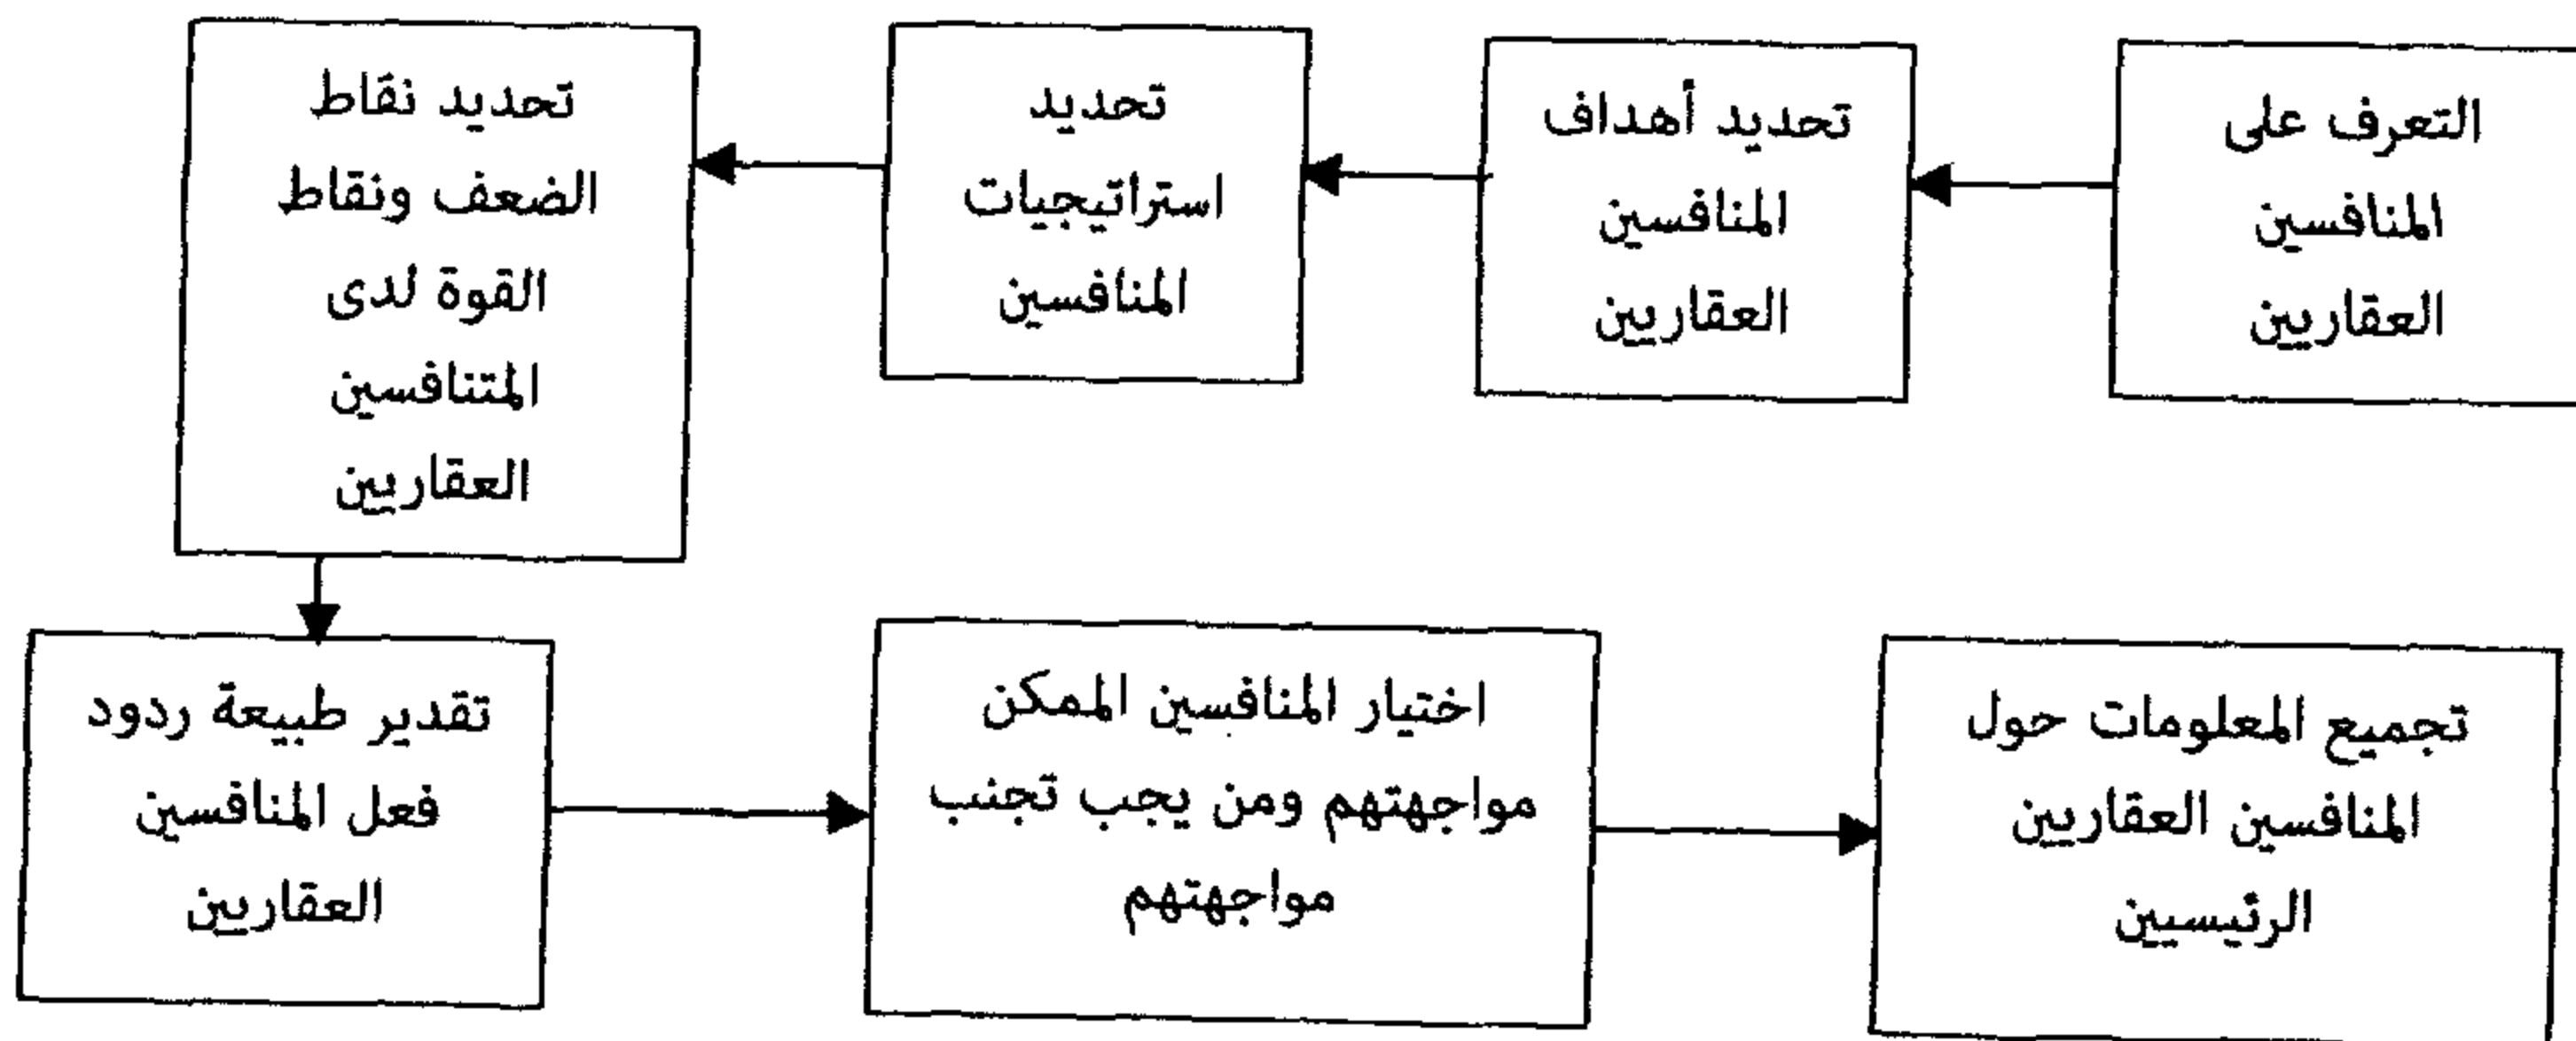 التعرف على
المنافسين
العقاريين
تحديد أهداف
المنافسين
العقاريين
تحديد
استراتيجيات
المنافسين
تحديد نقاط
الضعف ونقاط
القوة لدى
المتنافسين
العقاريين
تقدير طبيعة ردود
فعل المنافسين
العقاريين
اختيار المنافسين الممكن
مواجهتهم ومن يجب تجنب
مواجهتهم
تجميع المعلومات حول
المنافسين العقاريين
الرئيسيين